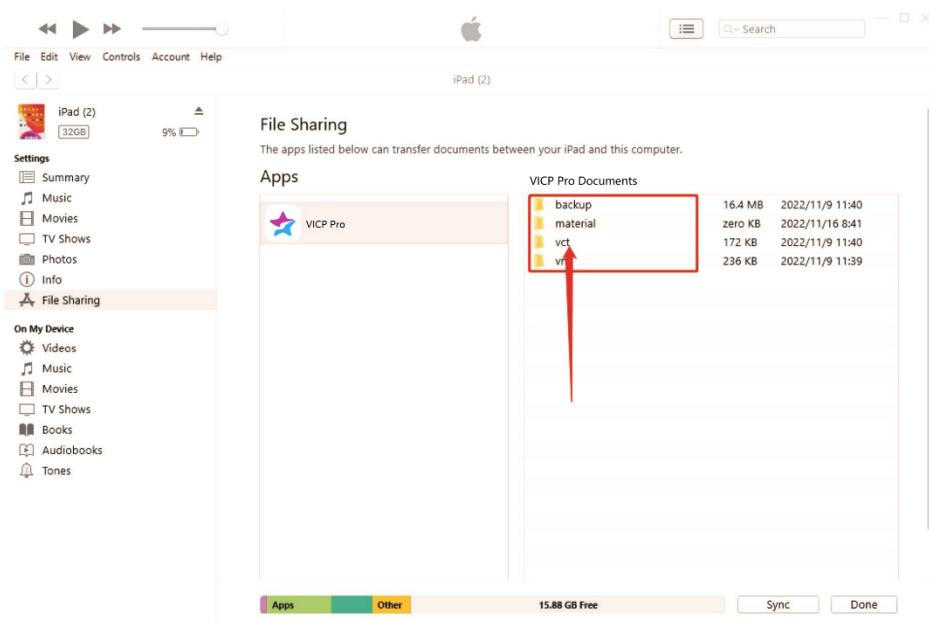 Search
File Edit View Controls Account Help
iPad (2)
iPad (2)
32GB 9%
Settings
Summary
Music
Movies
TV Shows
Photos
Info
File Sharing
On My Device
Videos
Music
Movies
TV Shows
Books
Audiobooks
Tones
File Sharing
The apps listed below can transfer documents between your iPad and this computer.
Apps
VICP Pro
VICP Pro Documents
backup 16.4 MB 2022/11/9 11:40
material zero KB 2022/11/16 8:41
vct 172 KB 2022/11/9 11:40
236 KB 2022/11/9 11:39
Apps Other 15.88 GB Free Sync Done